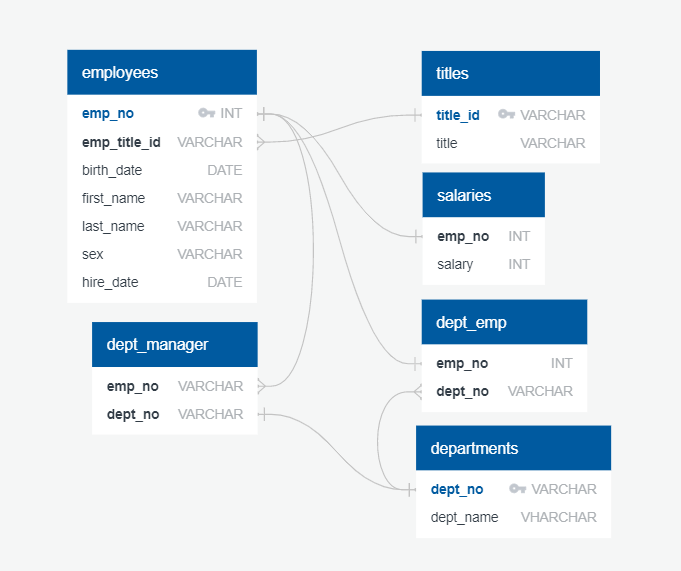 employees
emp_no INT
emp_title_id VARCHAR
birth_date DATE
first_name VARCHAR
last_name VARCHAR
sex VARCHAR
hire_date DATE
titles
title_id VARCHAR
title VARCHAR
salaries
emp_no INT
salary INT
dept_emp
emp_no INT
dept_no VARCHAR
dept_manager
emp_no VARCHAR
dept_no VARCHAR
departments
dept_no VARCHAR
dept_name VHARCHAR